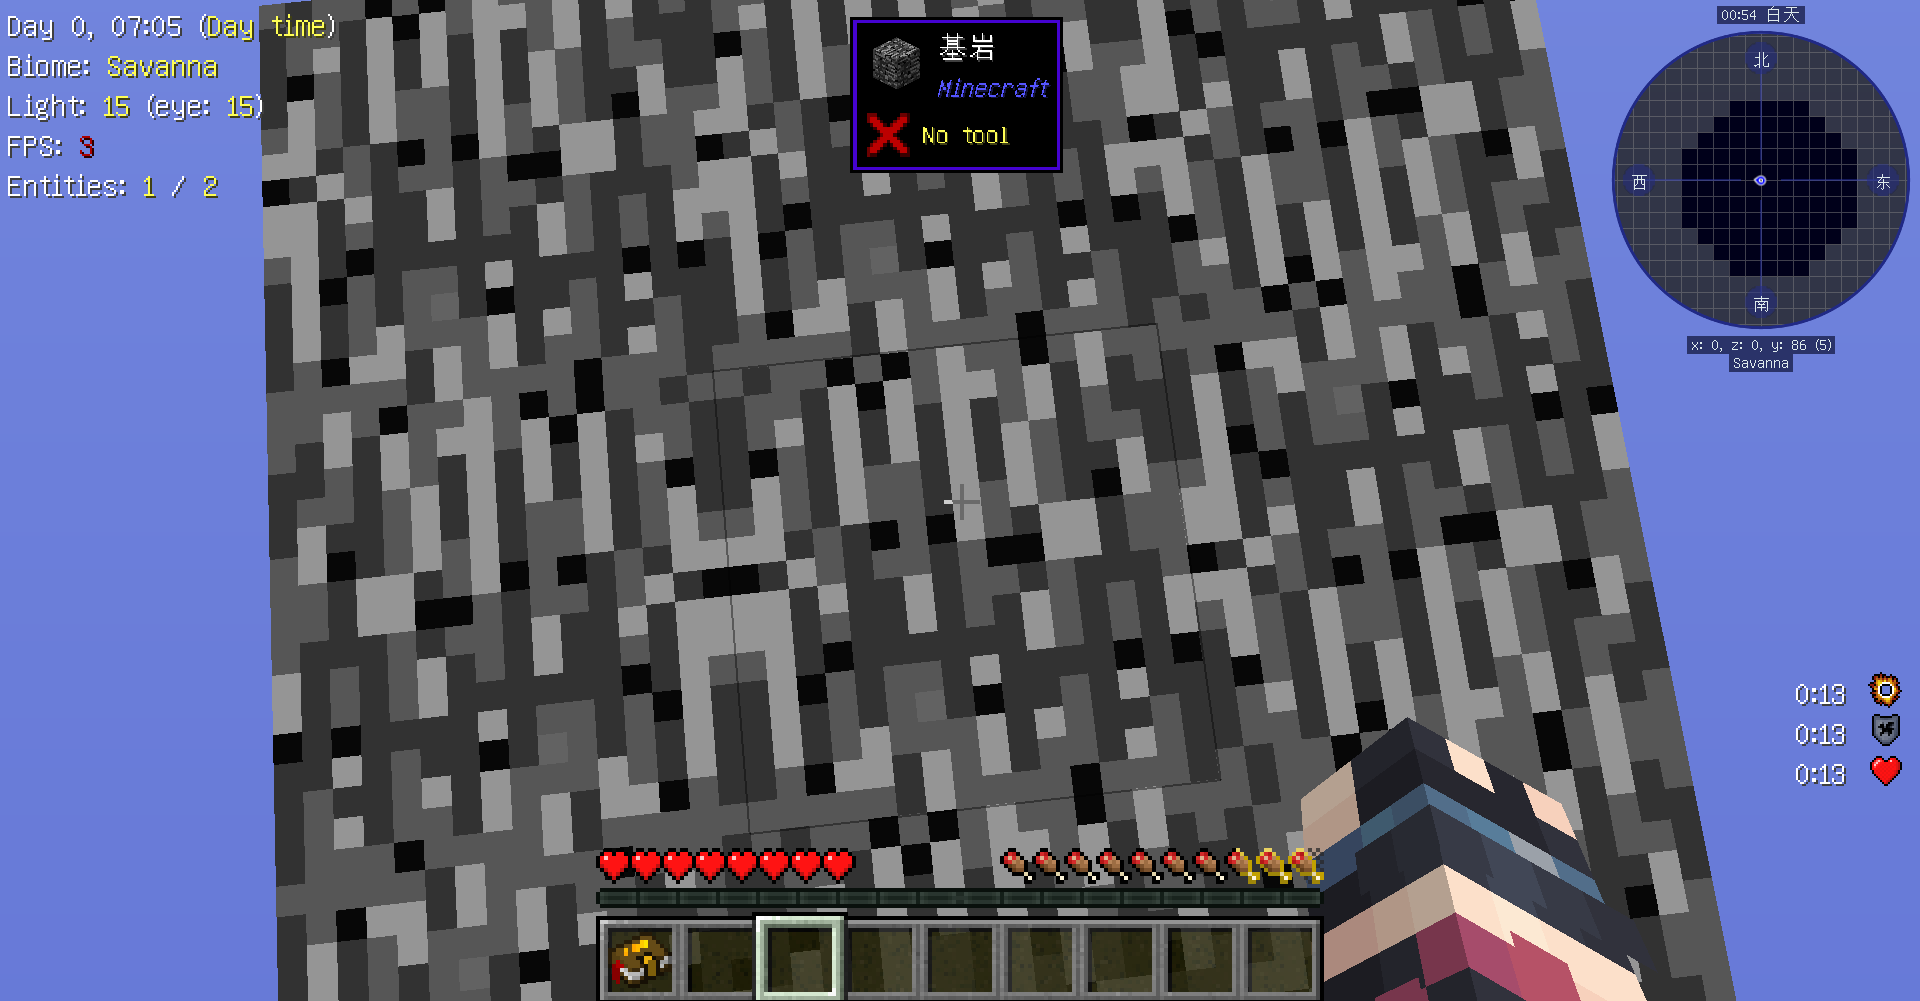 Day 0, 07:05 (Day time)
Biome: Savanna
Light: 15 (eye: 15)
FPS: 3
Entities: 1 / 2
基岩
Minecraft
No tool
00:54 白天
北
西
东
南
x: 0, z: 0, y: 86 (5)
Savanna
0:13
0:13
0:13